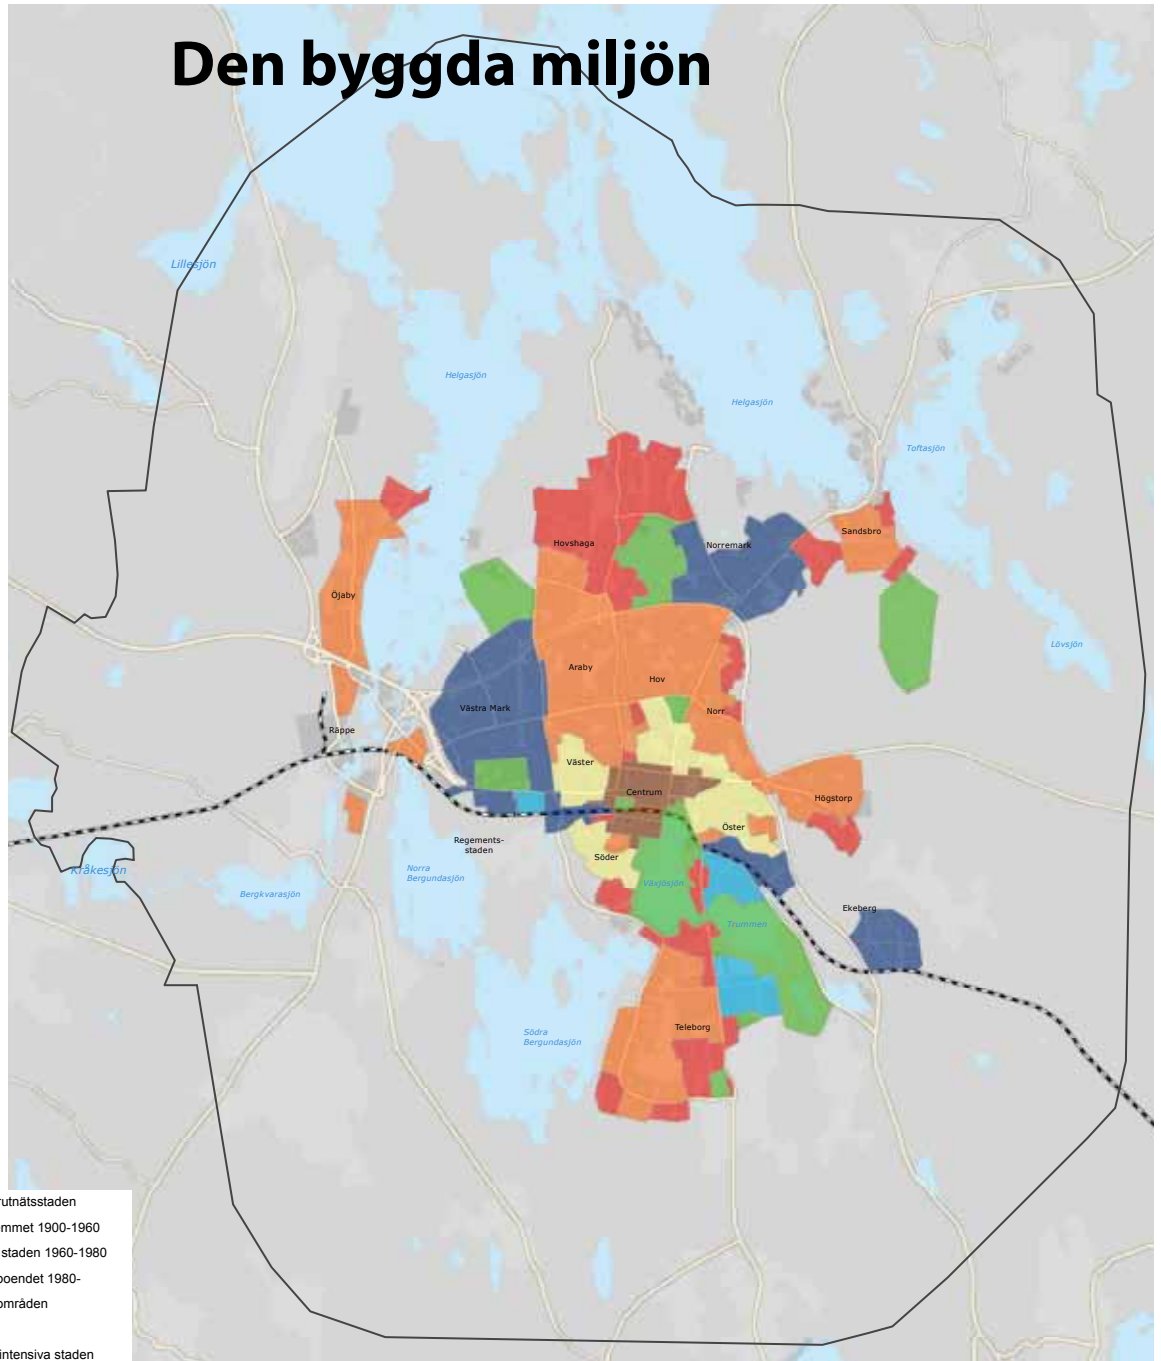 Den byggda miljön
Lillesjön
Helgasjön
Helgasjön
Toftasjön
Sandsbro
Hovshaga
Norremark
Öjaby
Lövsjön
Araby
Hov
Västra Mark
Norr
Räppe
Väster
Centrum
Högstorp
Öster
Regements-
staden
Söder
Kråkesjön
Norra
Bergundasjön
Växjösjön
Bergkvarasjön
Ekeberg
Trummen
Teleborg
Södra
Bergundasjön
rutnätsstaden
mmet 1900-1960
staden 1960-1980
boendet 1980-
områden
intensiva staden